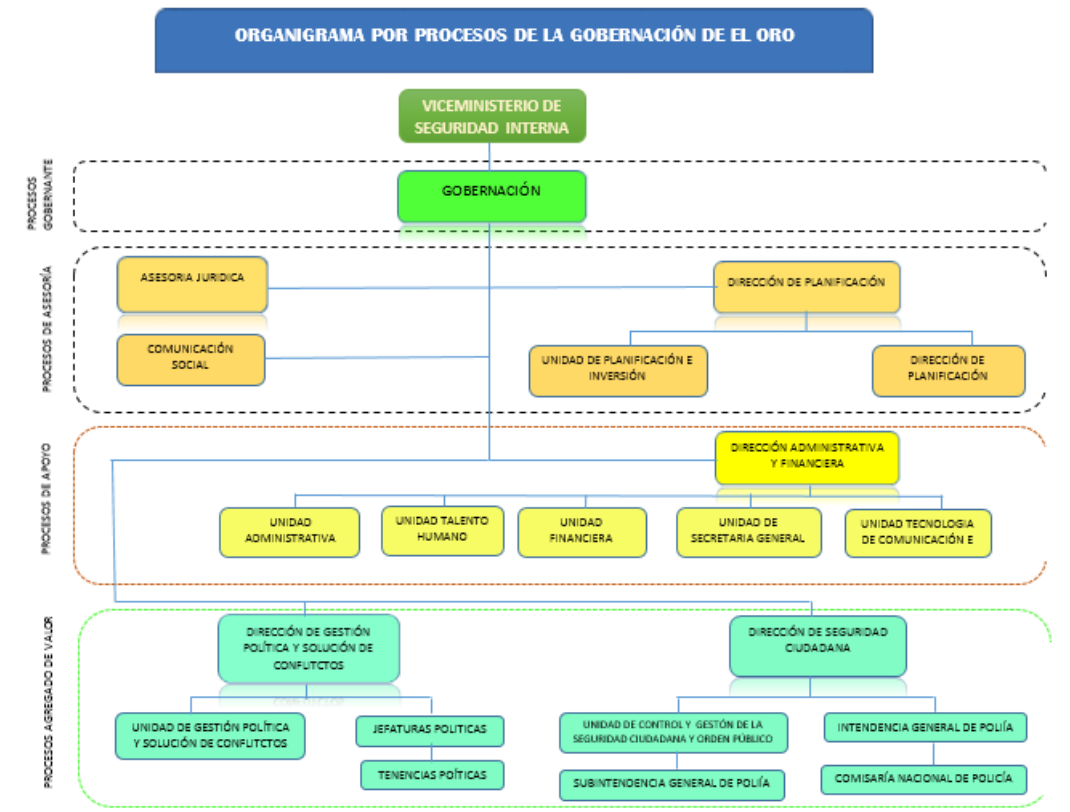 ORGANIGRAMA POR PROCESOS DE LA GOBERNACIÓN DE EL ORO
VICEMINISTERIO DE
SEGURIDAD INTERNA
PROCESOS
GOBERNANTE
GOBERNACIÓN
PROCESOS DE ASESORÍA
ASESORIA JURIDICA
DIRECCIÓN DE PLANIFICACIÓN
COMUNICACIÓN
SOCIAL
UNIDAD DE PLANIFICACIÓN E
INVERSIÓN
DIRECCIÓN DE
PLANIFICACIÓN
PROCESOS DE APOYO
DIRECCIÓN ADMINISTRATIVA
Y FINANCIERA
UNIDAD
ADMINISTRATIVA
UNIDAD TALENTO
HUMANO
UNIDAD
FINANCIERA
UNIDAD DE
SECRETARIA GENERAL
UNIDAD TECNOLOGIA
DE COMUNICACIÓN E
PROCESOS AGREGADO DE VALOR
DIRECCIÓN DE GESTIÓN
POLÍTICA Y SOLUCIÓN DE
CONFLITCTOS
DIRECCIÓN DE SEGURIDAD
CIUDADANA
UNIDAD DE GESTIÓN POLÍTICA
Y SOLUCIÓN DE CONFLITCTOS
JEFATURAS POLITICAS
TENENCIAS POÍTICAS
UNIDAD DE CONTROL Y GESTÓN DE LA
SEGURIDAD CIUDADANA Y ORDEN PÚBLICO
SUBINTENDENCIA GENERAL DE POLIÍA
INTENDENCIA GENERAL DE POLIÍA
COMISARÍA NACIONAL DE POLICÍA